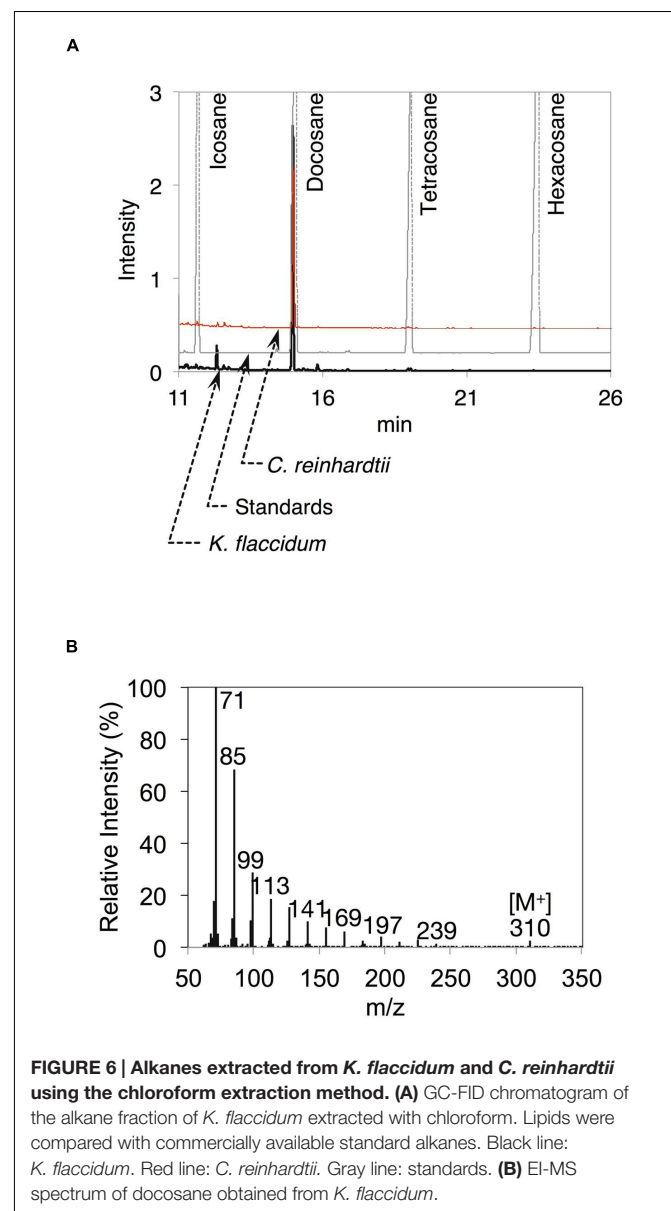 A
3
2
1
0
Intensity
Icosane
Docosane
Tetracosane
Hexacosane
11
16
21
26
min
C. reinhardtii
Standards
K. flaccidum
B
100
80
60
40
20
0
Relative Intensity (%)
71
85
99
113
141
169
197
239
[M⁺]
310
50
100
150
200
250
300
350
m/z
FIGURE 6 | Alkanes extracted from K. flaccidum and C. reinhardtii
using the chloroform extraction method. (A) GC-FID chromatogram of
the alkane fraction of K. flaccidum extracted with chloroform. Lipids were
compared with commercially available standard alkanes. Black line:
K. flaccidum. Red line: C. reinhardtii. Gray line: standards. (B) EI-MS
spectrum of docosane obtained from K. flaccidum.